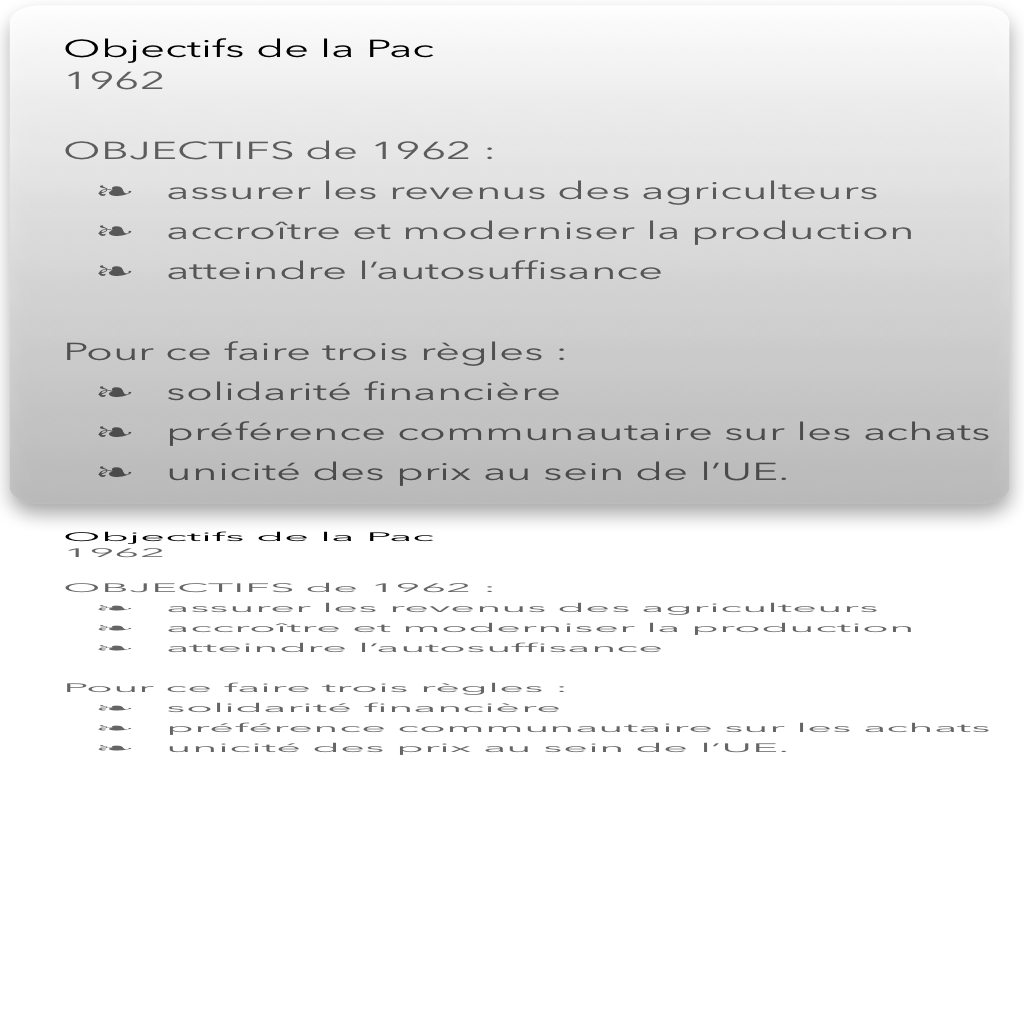 Objectifs de la Pac
1962
OBJECTIFS de 1962 :
❧ assurer les revenus des agriculteurs
❧ accroître et moderniser la production
❧ atteindre l’autosuffisance
Pour ce faire trois règles :
❧ solidarité financière
❧ préférence communautaire sur les achats
❧ unicité des prix au sein de l’UE.
Objectifs de la Pac
1962
OBJECTIFS de 1962 :
❧ assurer les revenus des agriculteurs
❧ accroître et moderniser la production
❧ atteindre l’autosuffisance
Pour ce faire trois règles :
❧ solidarité financière
❧ préférence communautaire sur les achats
❧ unicité des prix au sein de l’UE.